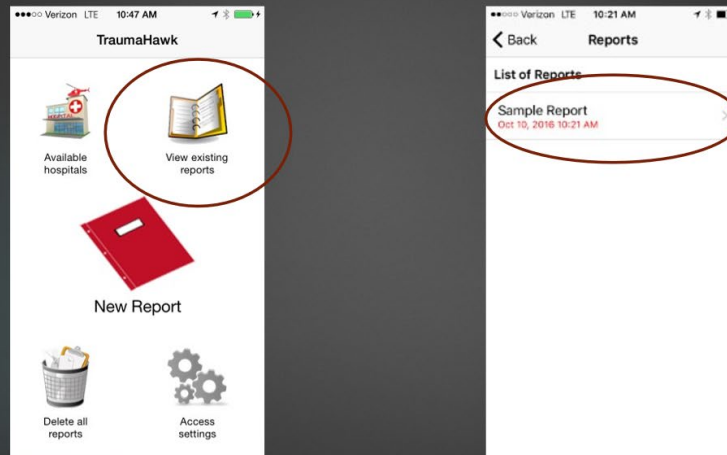 Verizon LTE 10:47 AM
TraumaHawk
HOSPITAL
Available
hospitals
View existing
reports
New Report
Delete all
reports
Access
settings
Verizon LTE 10:21 AM
Back Reports
List of Reports
Sample Report
Oct 10, 2016 10:21 AM